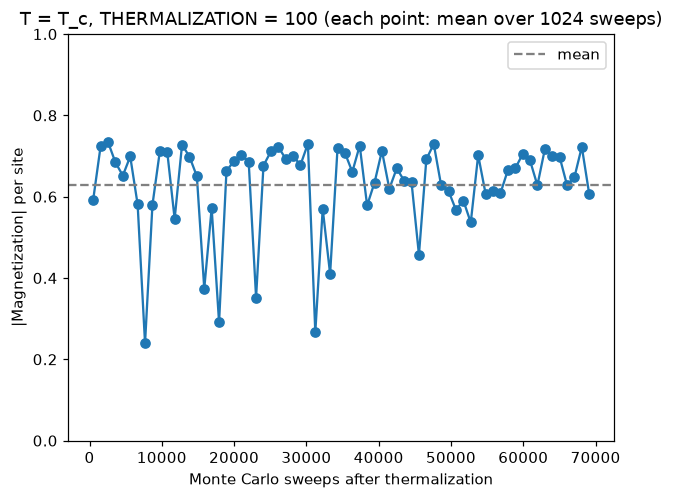 T = T_c, THERMALIZATION = 100 (each point: mean over 1024 sweeps)
mean
|Magnetization| per site
1.0
0.8
0.6
0.4
0.2
0.0
0 10000 20000 30000 40000 50000 60000 70000
Monte Carlo sweeps after thermalization